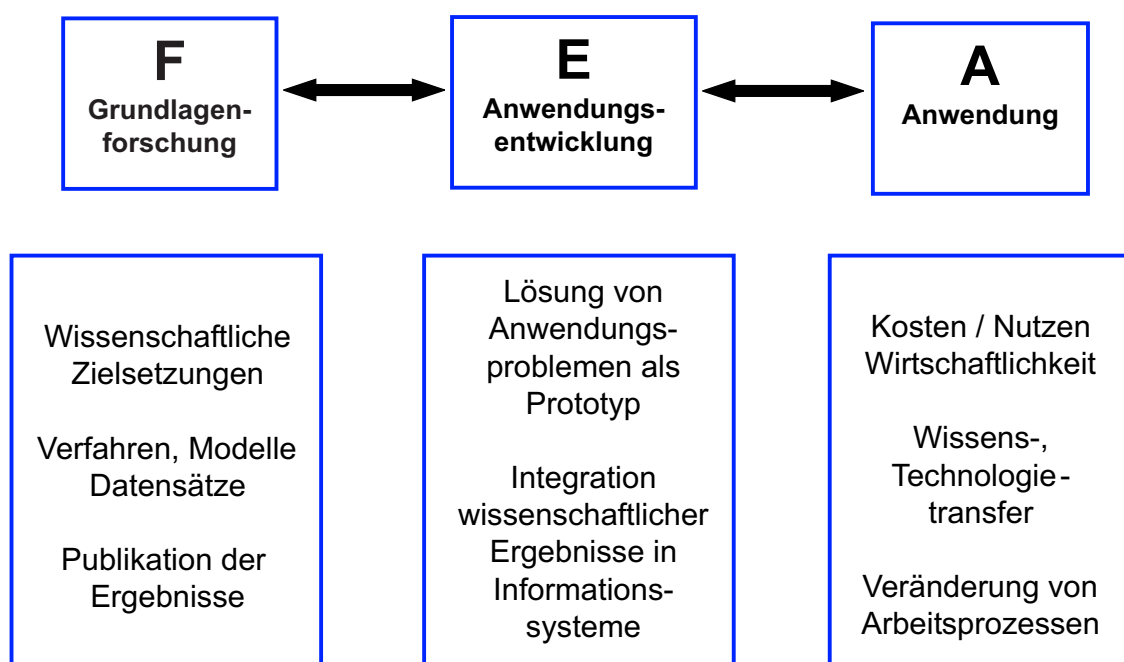 F
Grundlagen-
forschung
E
Anwendungs-
entwicklung
A
Anwendung
Wissenschaftliche
Zielsetzungen
Verfahren, Modelle
Datensätze
Publikation der
Ergebnisse
Lösung von
Anwendungs-
problemen als
Prototyp
Integration
wissenschaftlicher
Ergebnisse in
Informations-
systeme
Kosten / Nutzen
Wirtschaftlichkeit
Wissens-,
Technologie-
transfer
Veränderung von
Arbeitsprozessen